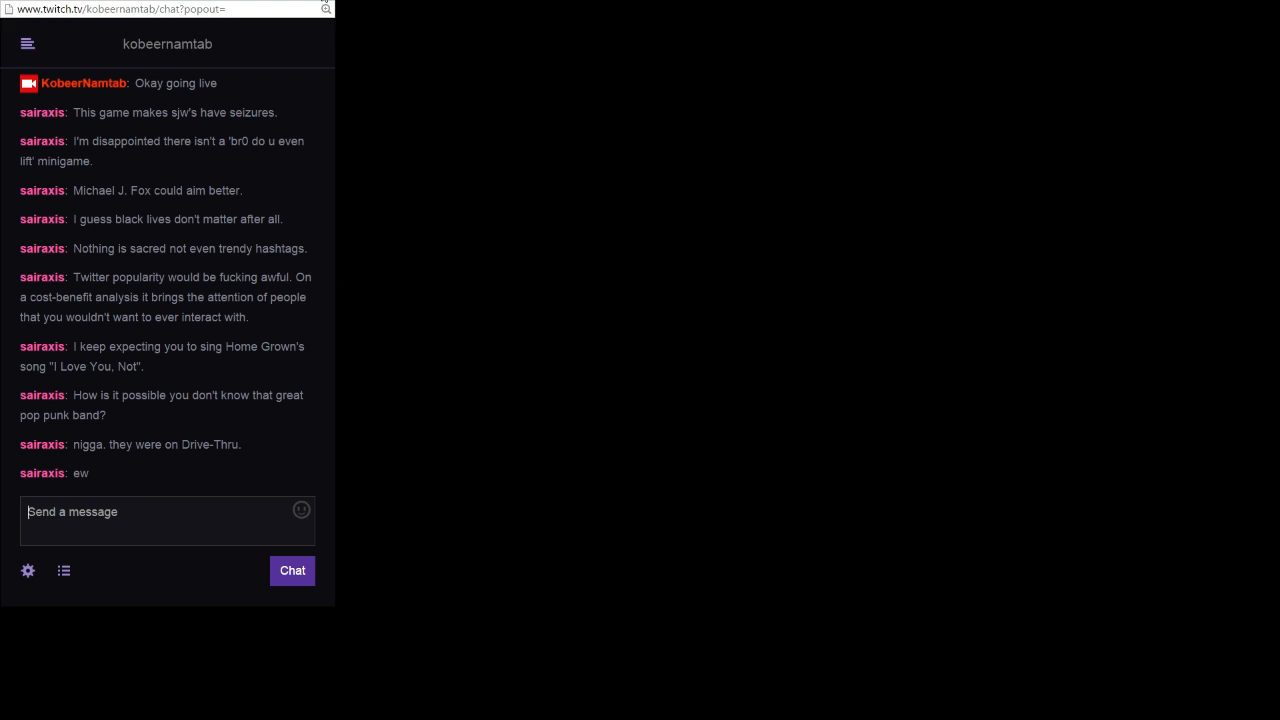 www.twitch.tv/kobeernamtab/chat?popout=
kobeernamtab
KobeerNamtab: Okay going live
sairaxis: This game makes sjw's have seizures.
sairaxis: I'm disappointed there isn't a 'br0 do u even
lift' minigame.
sairaxis: Michael J. Fox could aim better.
sairaxis: I guess black lives don't matter after all.
sairaxis: Nothing is sacred not even trendy hashtags.
sairaxis: Twitter popularity would be fucking awful. On
a cost-benefit analysis it brings the attention of people
that you wouldn't want to ever interact with.
sairaxis: I keep expecting you to sing Home Grown's
song "I Love You, Not".
sairaxis: How is it possible you don't know that great
pop punk band?
sairaxis: nigga. they were on Drive-Thru.
sairaxis: ew
Send a message
Chat